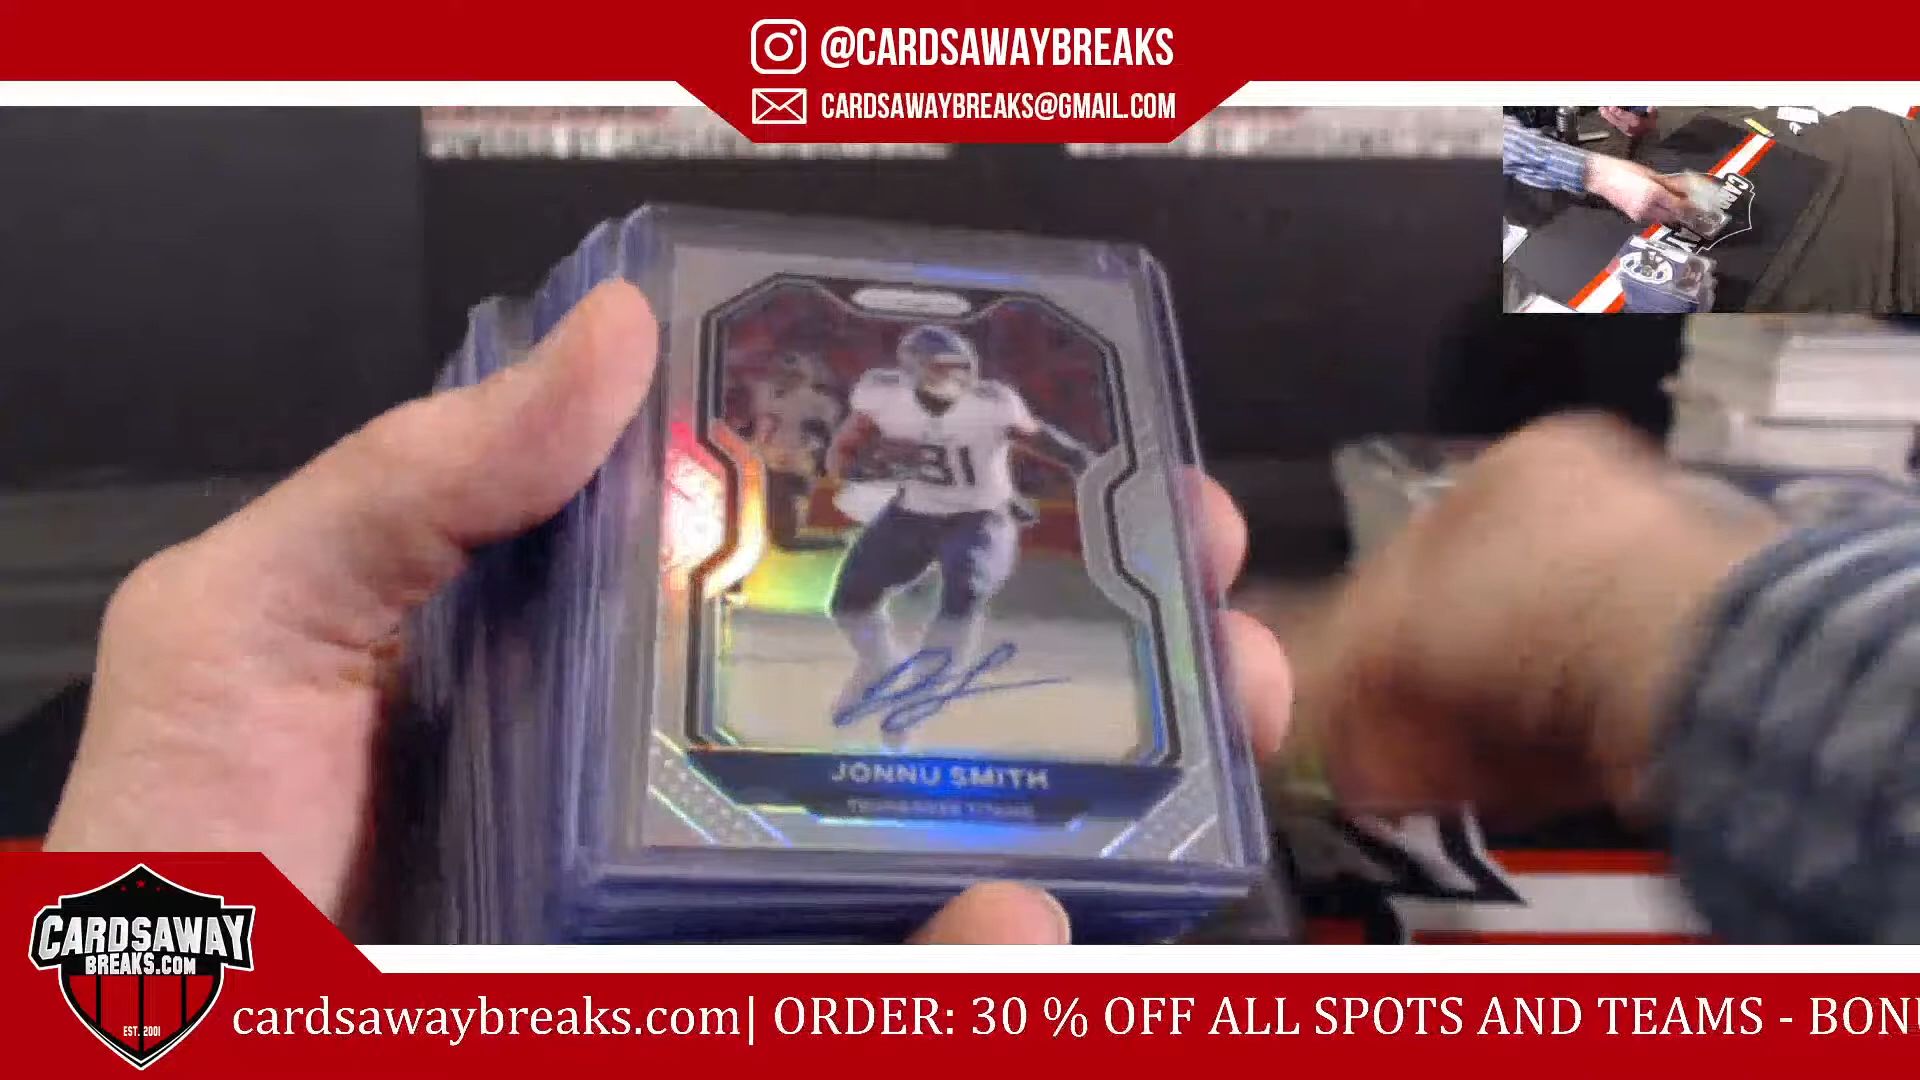 @CARDSAWAYBREAKS
CARDSAWAYBREAKS@GMAIL.COM
81
JONNU SMITH
CARDSAWAY
BREAKS.COM
EST. 2001
cardsawaybreaks.com| ORDER: 30 % OFF ALL SPOTS AND TEAMS - BON